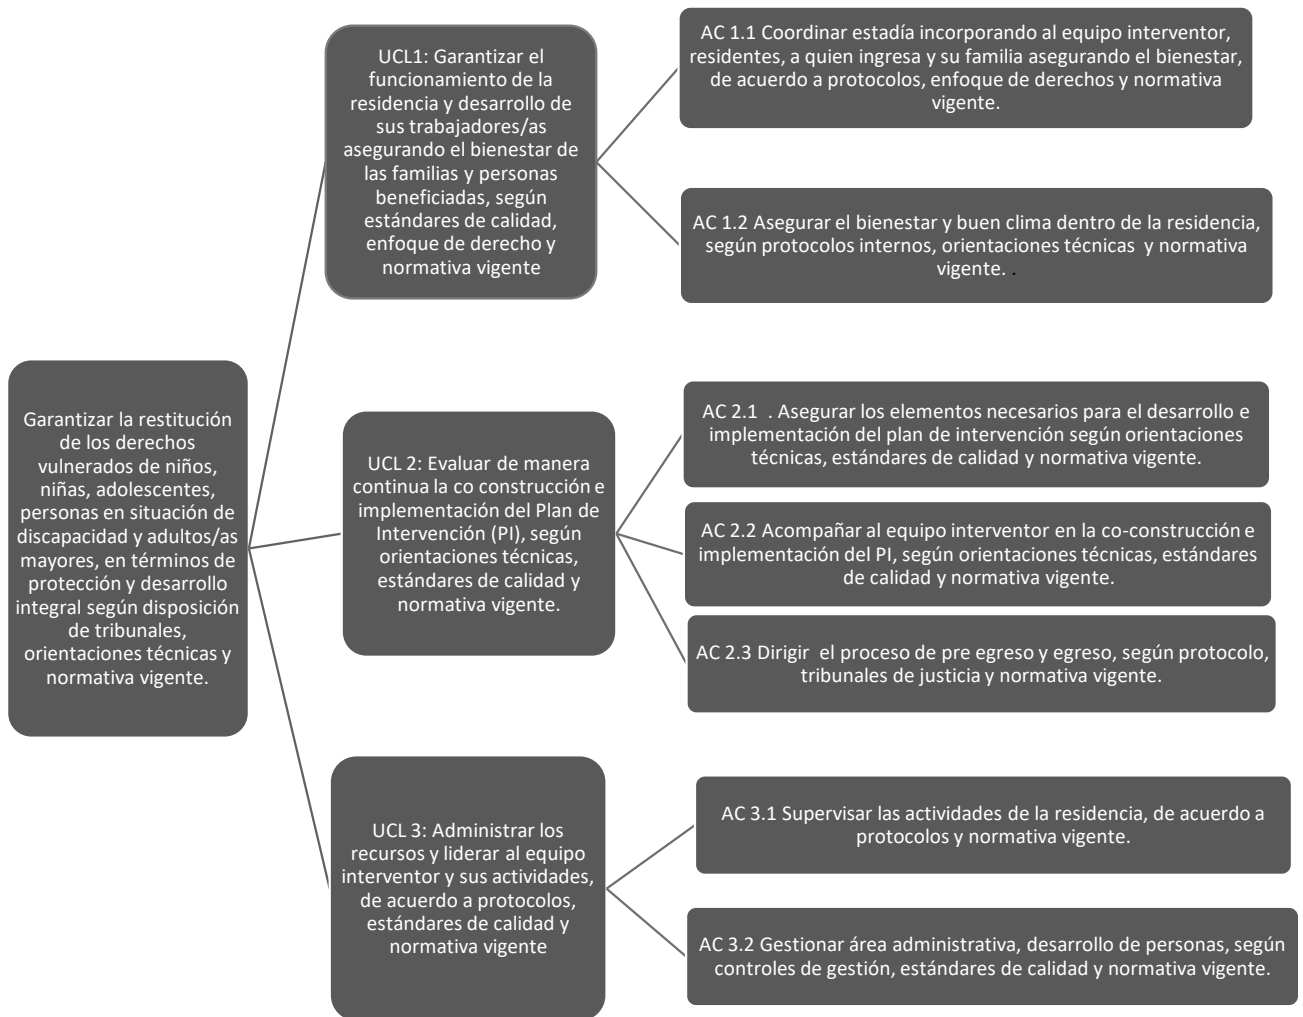 Garantizar la restitución
de los derechos
vulnerados de niños,
niñas, adolescentes,
personas en situación de
discapacidad y adultos/as
mayores, en términos de
protección y desarrollo
integral según disposición
de tribunales,
orientaciones técnicas y
normativa vigente.
UCL1: Garantizar el
funcionamiento de la
residencia y desarrollo de
sus trabajadores/as
asegurando el bienestar de
las familias y personas
beneficiadas, según
estándares de calidad,
enfoque de derecho y
normativa vigente
AC 1.1 Coordinar estadía incorporando al equipo interventor,
residentes, a quien ingresa y su familia asegurando el bienestar,
de acuerdo a protocolos, enfoque de derechos y normativa
vigente.
AC 1.2 Asegurar el bienestar y buen clima dentro de la residencia,
según protocolos internos, orientaciones técnicas y normativa
vigente. .
UCL 2: Evaluar de manera
continua la co construcción e
implementación del Plan de
Intervención (PI), según
orientaciones técnicas,
estándares de calidad y
normativa vigente.
AC 2.1 . Asegurar los elementos necesarios para el desarrollo e
implementación del plan de intervención según orientaciones
técnicas, estándares de calidad y normativa vigente.
AC 2.2 Acompañar al equipo interventor en la co-construcción e
implementación del PI, según orientaciones técnicas, estándares
de calidad y normativa vigente.
AC 2.3 Dirigir el proceso de pre egreso y egreso, según protocolo,
tribunales de justicia y normativa vigente.
UCL 3: Administrar los
recursos y liderar al equipo
interventor y sus actividades,
de acuerdo a protocolos,
estándares de calidad y
normativa vigente
AC 3.1 Supervisar las actividades de la residencia, de acuerdo a
protocolos y normativa vigente.
AC 3.2 Gestionar área administrativa, desarrollo de personas, según
controles de gestión, estándares de calidad y normativa vigente.